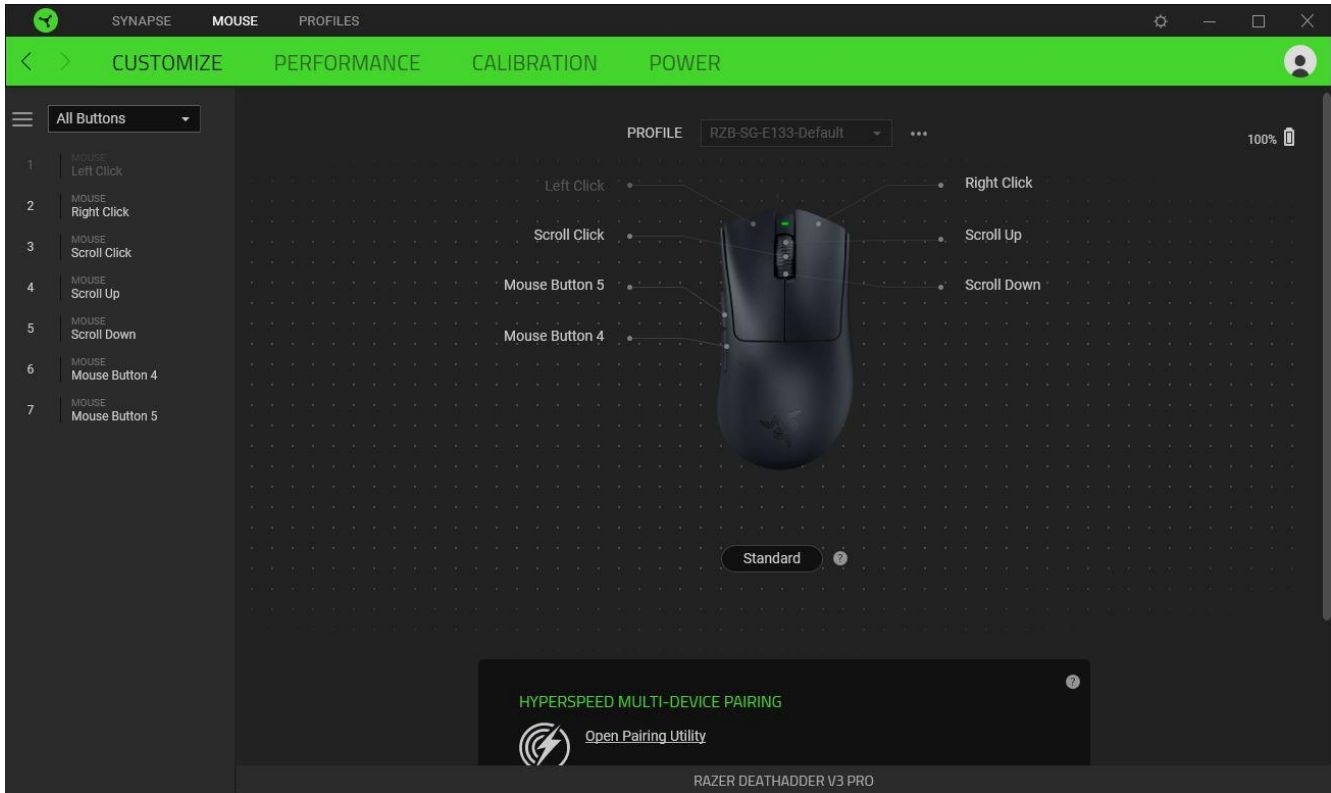 SYNAPSE MOUSE PROFILES
CUSTOMIZE PERFORMANCE CALIBRATION POWER
All Buttons
PROFILE RZB-SG-E133-Default
100%
1 MOUSE
Left Click
2 MOUSE
Right Click
3 MOUSE
Scroll Click
4 MOUSE
Scroll Up
5 MOUSE
Scroll Down
6 MOUSE
Mouse Button 4
7 MOUSE
Mouse Button 5
Left Click Right Click
Scroll Click Scroll Up
Mouse Button 5 Scroll Down
Mouse Button 4
Standard ?
?
HYPERSPEED MULTI-DEVICE PAIRING
Open Pairing Utility
RAZER DEATHADDER V3 PRO